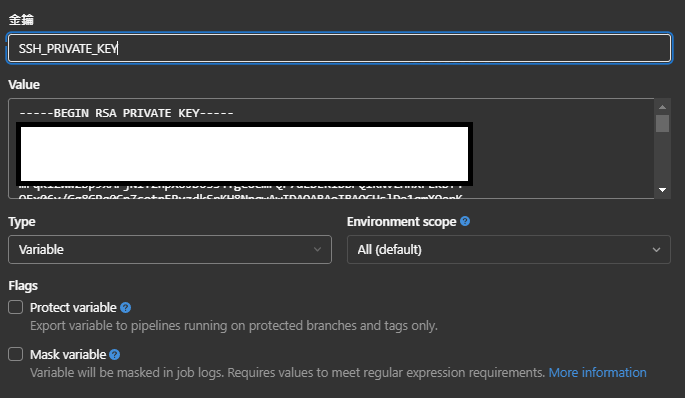 金鑰
SSH_PRIVATE_KEY
Value
-----BEGIN RSA PRIVATE KEY-----
Type
Environment scope
Variable
All (default)
Flags
Protect variable
Export variable to pipelines running on protected branches and tags only.
Mask variable
Variable will be masked in job logs. Requires values to meet regular expression requirements. More information